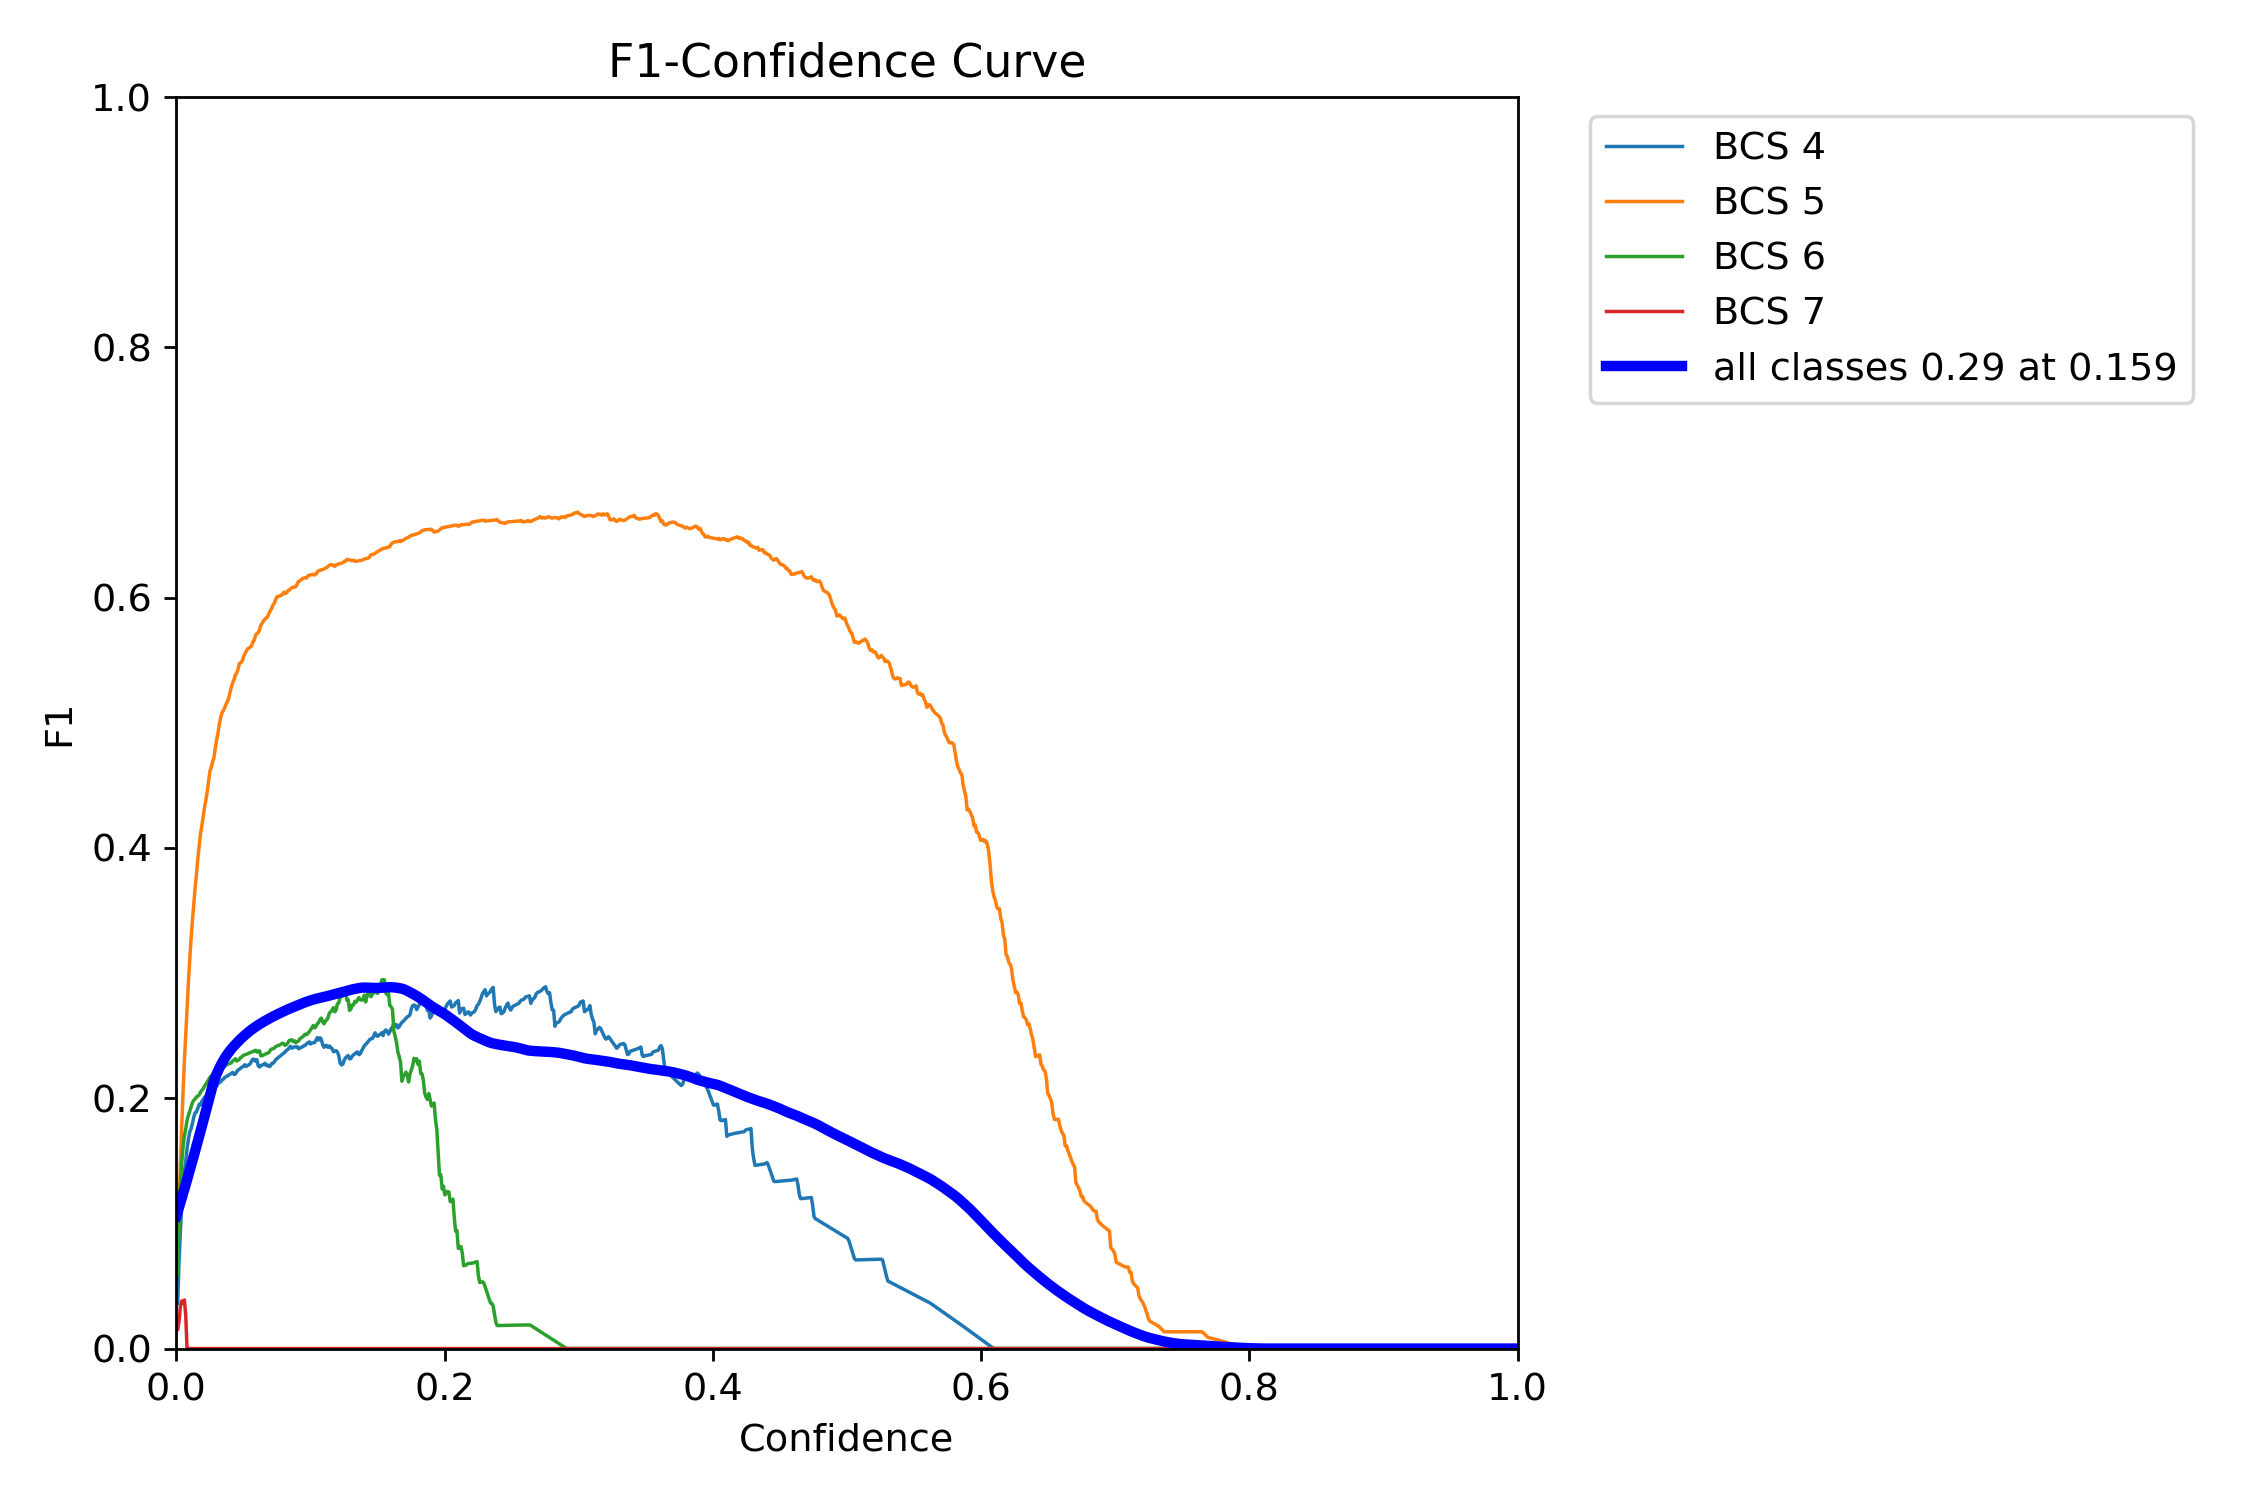 F1-Confidence Curve
1.0
0.8
0.6
0.4
0.2
0.0
F1
0.0 0.2 0.4 0.6 0.8 1.0
Confidence
BCS 4
BCS 5
BCS 6
BCS 7
all classes 0.29 at 0.159